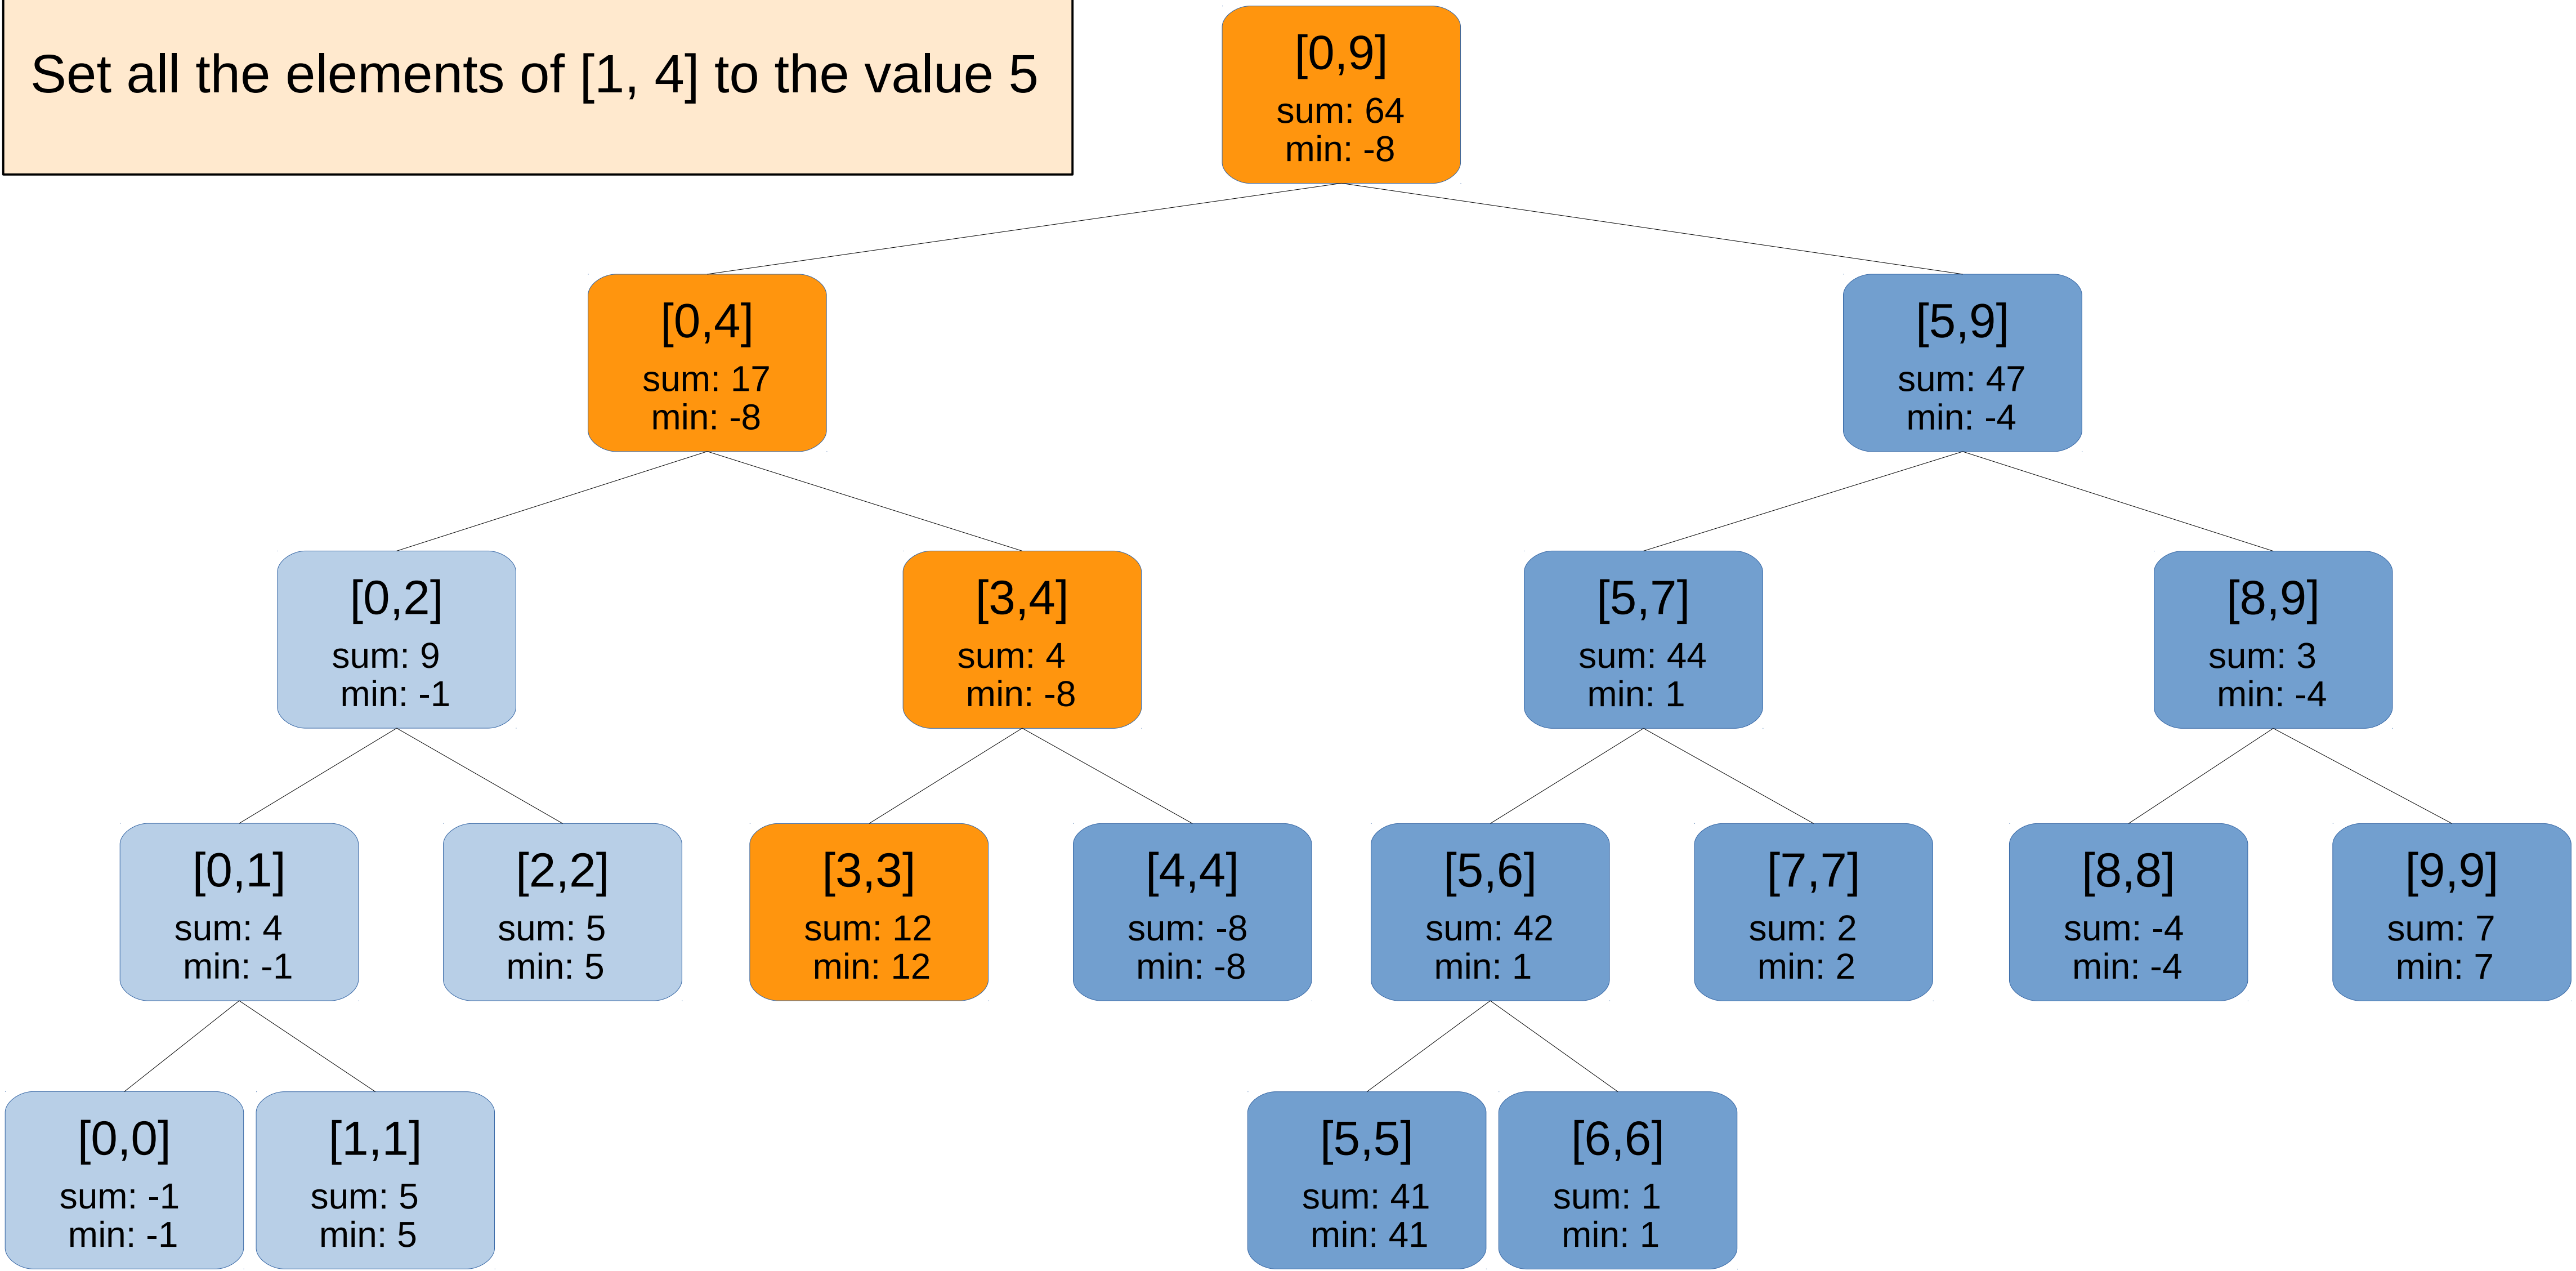 Set all the elements of [1, 4] to the value 5
[0,9]
sum: 64
min: -8
[0,4]
sum: 17
min: -8
[5,9]
sum: 47
min: -4
[0,2]
sum: 9
min: -1
[3,4]
sum: 4
min: -8
[5,7]
sum: 44
min: 1
[8,9]
sum: 3
min: -4
[0,1]
sum: 4
min: -1
[2,2]
sum: 5
min: 5
[3,3]
sum: 12
min: 12
[4,4]
sum: -8
min: -8
[5,6]
sum: 42
min: 1
[7,7]
sum: 2
min: 2
[8,8]
sum: -4
min: -4
[9,9]
sum: 7
min: 7
[0,0]
sum: -1
min: -1
[1,1]
sum: 5
min: 5
[5,5]
sum: 41
min: 41
[6,6]
sum: 1
min: 1